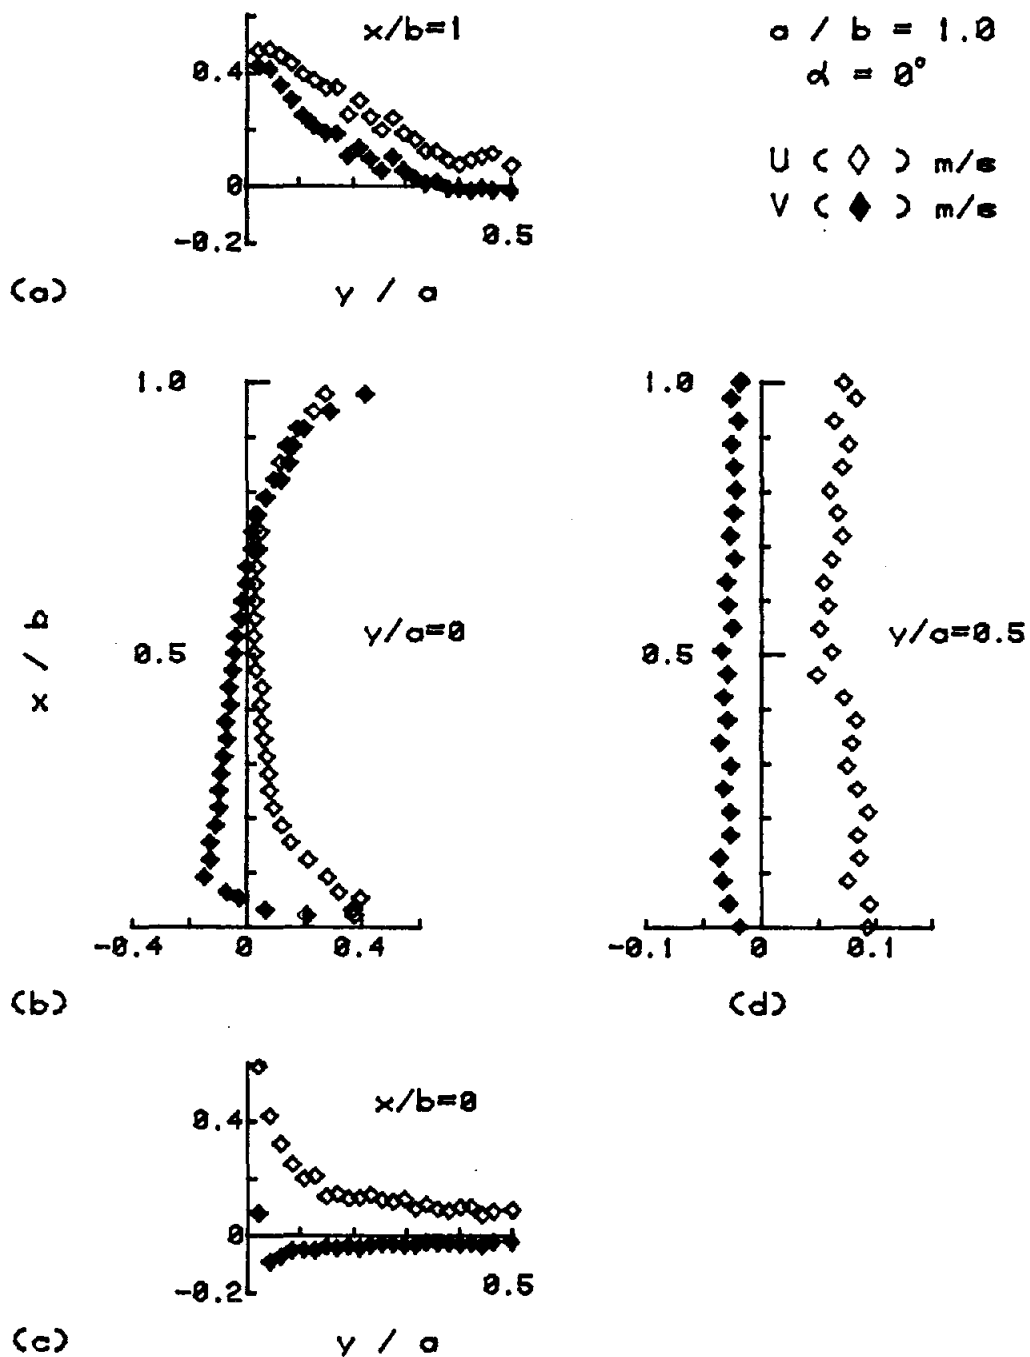 x/b=1
a / b = 1.0
α = 0°
U ( ◇ ) m/s
V ( ◆ ) m/s
0.4
0
-0.2
0.5
(a)
y / a
1.0
0.5
x / b
y/a=0
-0.4
0
0.4
(b)
1.0
0.5
y/a=0.5
-0.1
0
0.1
(d)
x/b=0
0.4
0
-0.2
0.5
(c)
y / a